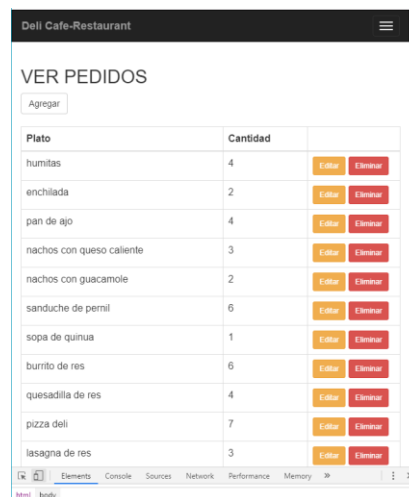 Deli Cafe-Restaurant
VER PEDIDOS
Agregar
Plato Cantidad
humitas 4 Editar Eliminar
enchilada 2 Editar Eliminar
pan de ajo 4 Editar Eliminar
nachos con queso caliente 3 Editar Eliminar
nachos con guacamole 2 Editar Eliminar
sanduche de pernil 6 Editar Eliminar
sopa de quinua 1 Editar Eliminar
burrito de res 6 Editar Eliminar
quesadilla de res 4 Editar Eliminar
pizza deli 7 Editar Eliminar
lasagna de res 3 Editar Eliminar
Elements Console Sources Network Performance Memory »
html body